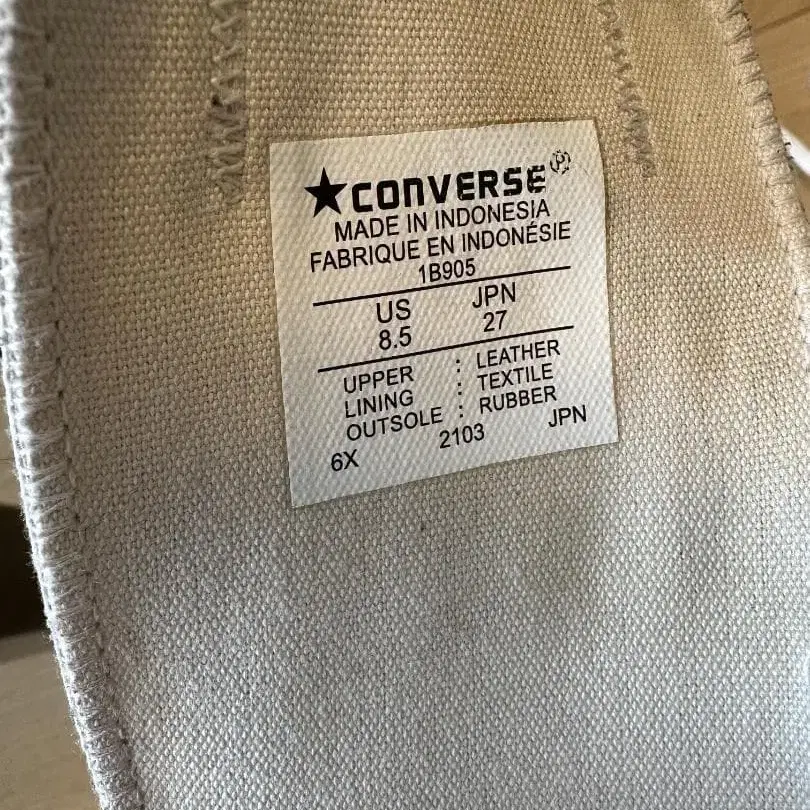 ★CONVERSE®
MADE IN INDONESIA
FABRIQUE EN INDONÉSIE
1B905
US JPN
8.5 27
UPPER : LEATHER
LINING : TEXTILE
OUTSOLE : RUBBER
6X 2103 JPN